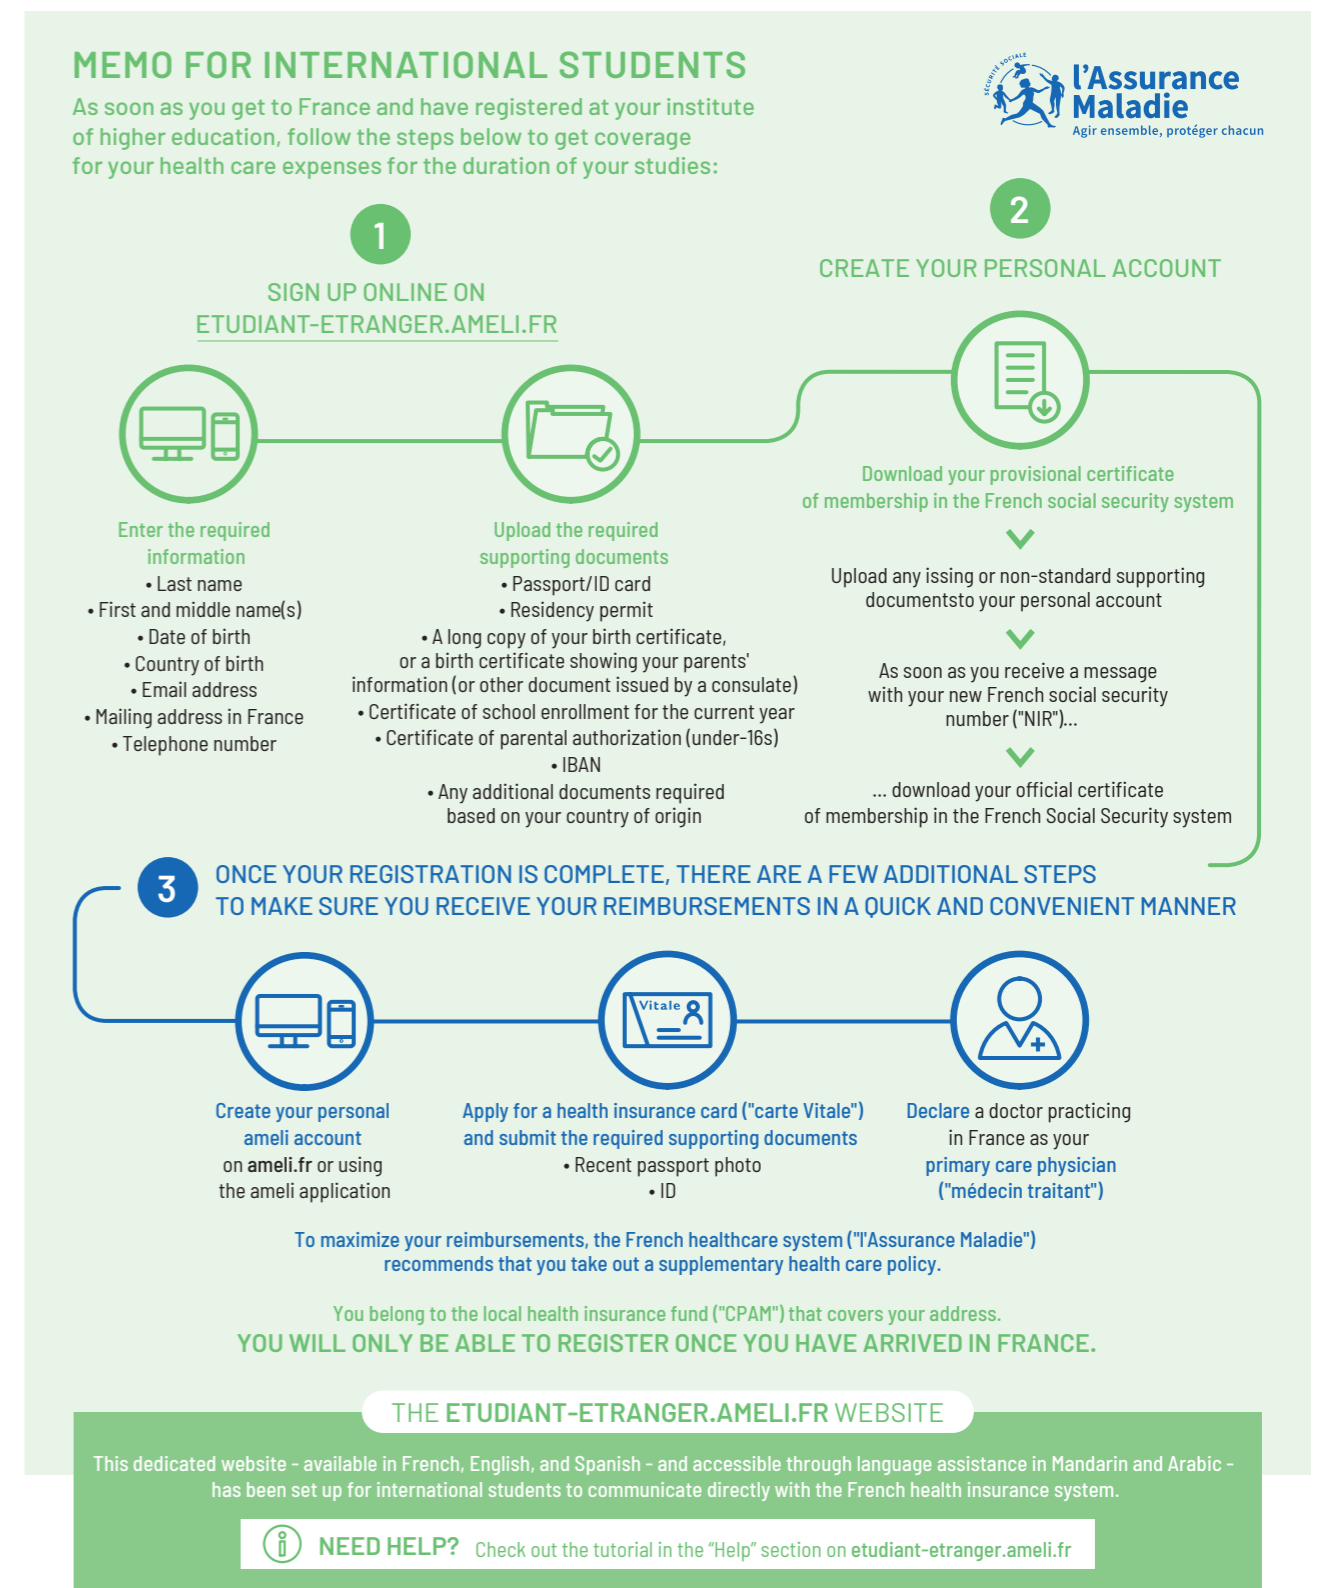 MEMO FOR INTERNATIONAL STUDENTS
As soon as you get to France and have registered at your institute
of higher education, follow the steps below to get coverage
for your health care expenses for the duration of your studies:
SÉCURITÉ SOCIALE
l'Assurance
Maladie
Agir ensemble, protéger chacun
1
SIGN UP ONLINE ON
ETUDIANT-ETRANGER.AMELI.FR
Enter the required
information
• Last name
• First and middle name(s)
• Date of birth
• Country of birth
• Email address
• Mailing address in France
• Telephone number
Upload the required
supporting documents
• Passport/ID card
• Residency permit
• A long copy of your birth certificate,
or a birth certificate showing your parents'
information (or other document issued by a consulate)
• Certificate of school enrollment for the current year
• Certificate of parental authorization (under-16s)
• IBAN
• Any additional documents required
based on your country of origin
2
CREATE YOUR PERSONAL ACCOUNT
Download your provisional certificate
of membership in the French social security system
Upload any issing or non-standard supporting
documentsto your personal account
As soon as you receive a message
with your new French social security
number ("NIR")...
... download your official certificate
of membership in the French Social Security system
3
ONCE YOUR REGISTRATION IS COMPLETE, THERE ARE A FEW ADDITIONAL STEPS
TO MAKE SURE YOU RECEIVE YOUR REIMBURSEMENTS IN A QUICK AND CONVENIENT MANNER
Create your personal
ameli account
on ameli.fr or using
the ameli application
Vitale
Apply for a health insurance card ("carte Vitale")
and submit the required supporting documents
• Recent passport photo
• ID
Declare a doctor practicing
in France as your
primary care physician
("médecin traitant")
To maximize your reimbursements, the French healthcare system ("l'Assurance Maladie")
recommends that you take out a supplementary health care policy.
You belong to the local health insurance fund ("CPAM") that covers your address.
YOU WILL ONLY BE ABLE TO REGISTER ONCE YOU HAVE ARRIVED IN FRANCE.
THE ETUDIANT-ETRANGER.AMELI.FR WEBSITE
This dedicated website - available in French, English, and Spanish - and accessible through language assistance in Mandarin and Arabic -
has been set up for international students to communicate directly with the French health insurance system.
NEED HELP? Check out the tutorial in the “Help” section on etudiant-etranger.ameli.fr